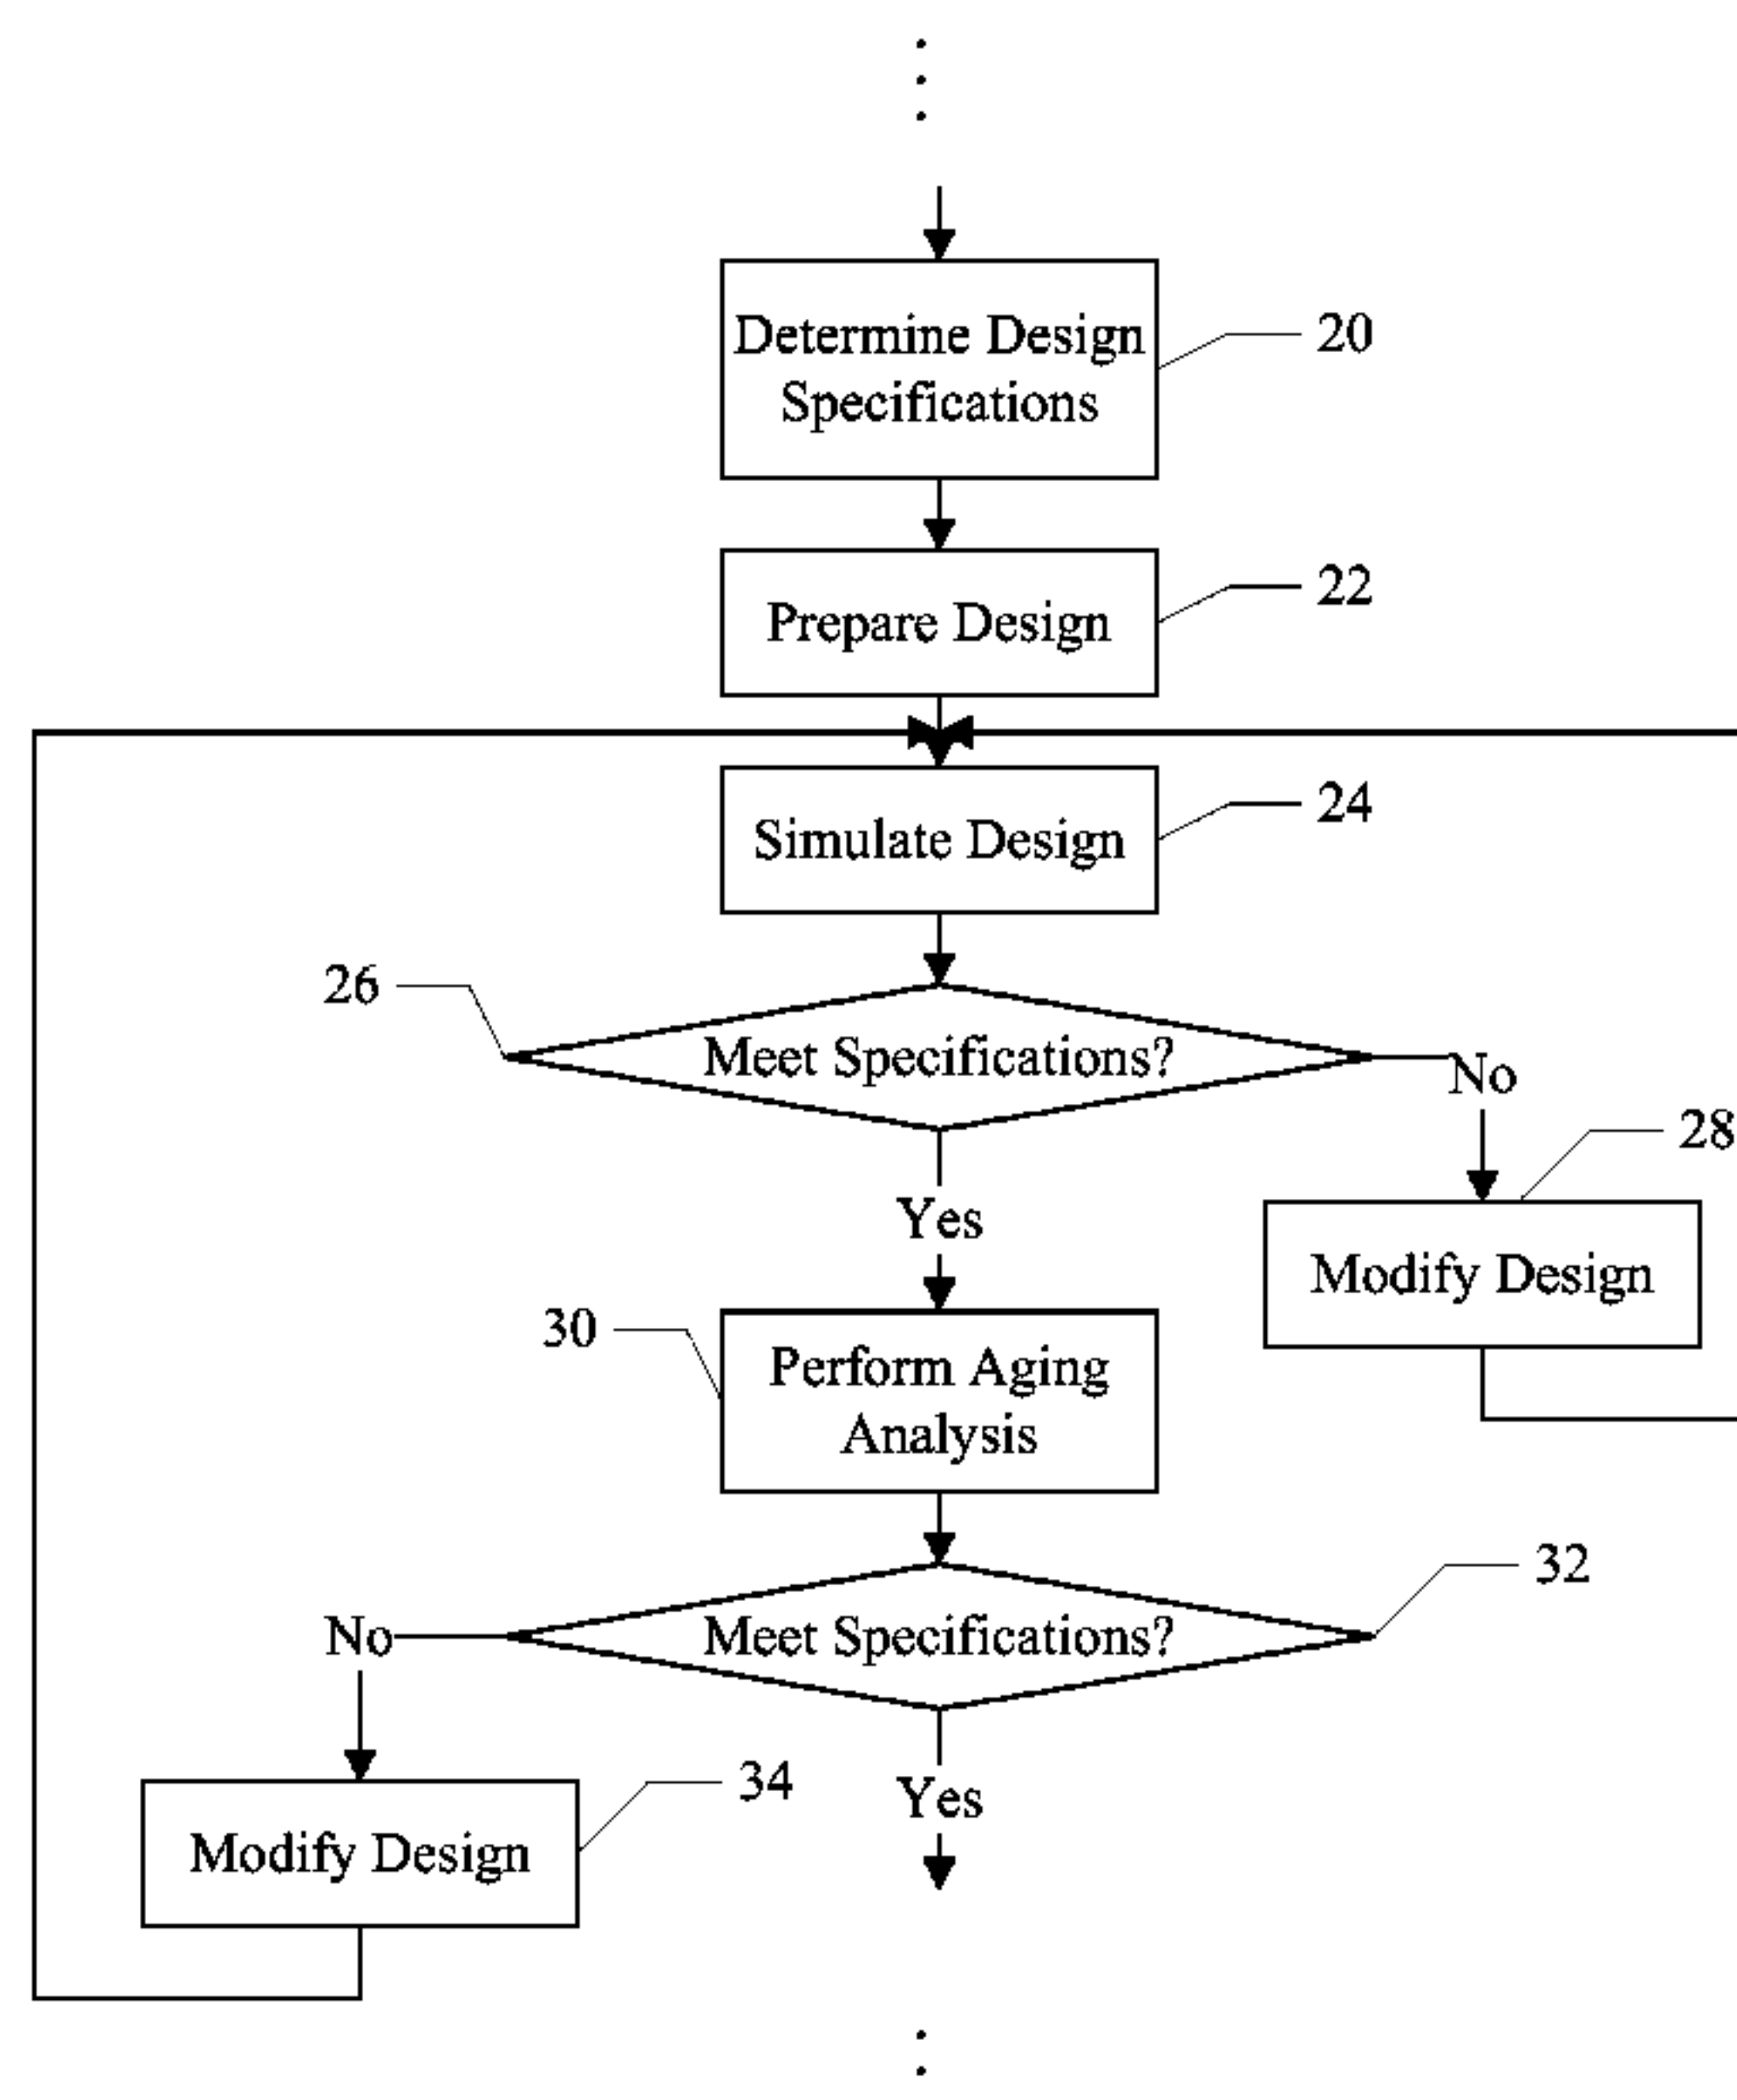 Determine Design
Specifications
20
Prepare Design
22
Simulate Design
24
26
Meet Specifications?
No
28
Yes
Modify Design
30
Perform Aging
Analysis
32
No
Meet Specifications?
34
Yes
Modify Design